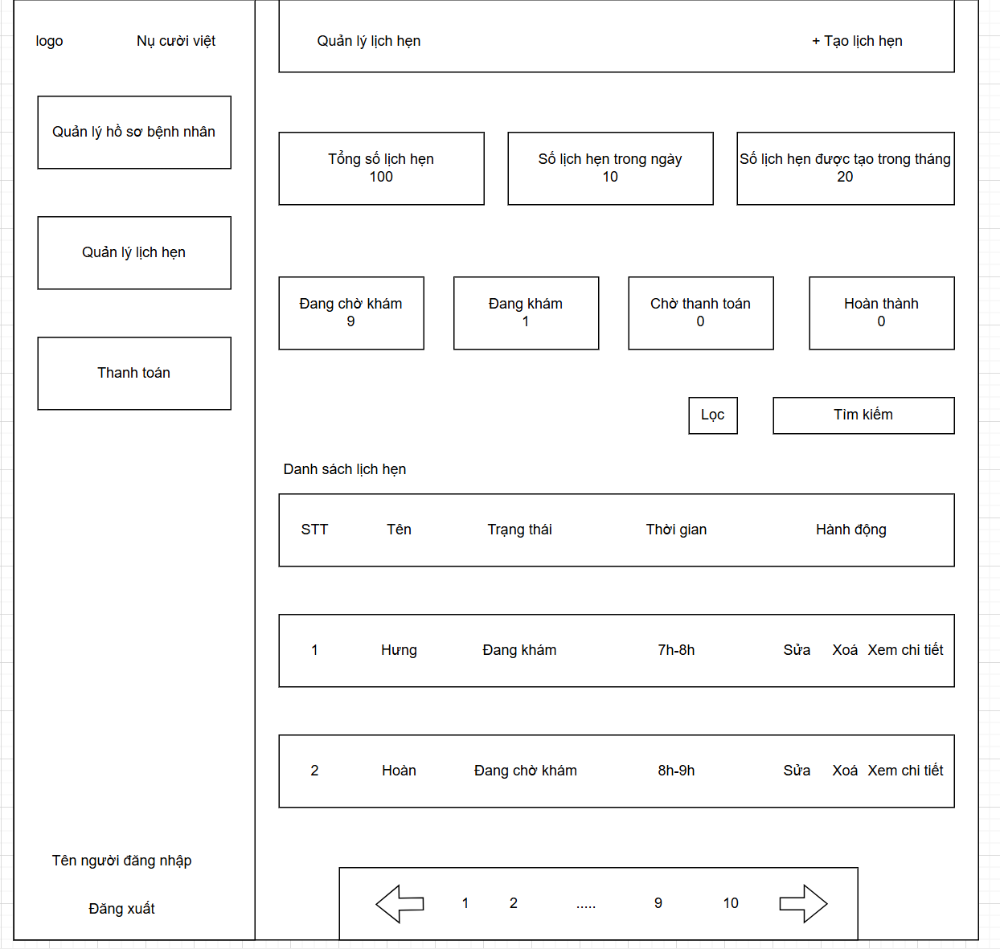 logo
Nụ cười việt
Quản lý hồ sơ bệnh nhân
Quản lý lịch hẹn
Thanh toán
Tên người đăng nhập
Đăng xuất
Quản lý lịch hẹn
+ Tạo lịch hẹn
Tổng số lịch hẹn
100
Số lịch hẹn trong ngày
10
Số lịch hẹn được tạo trong tháng
20
Đang chờ khám
9
Đang khám
1
Chờ thanh toán
0
Hoàn thành
0
Lọc
Tìm kiếm
Danh sách lịch hẹn
STT Tên Trạng thái Thời gian Hành động
1 Hưng Đang khám 7h-8h Sửa Xoá Xem chi tiết
2 Hoàn Đang chờ khám 8h-9h Sửa Xoá Xem chi tiết
1 2 ..... 9 10